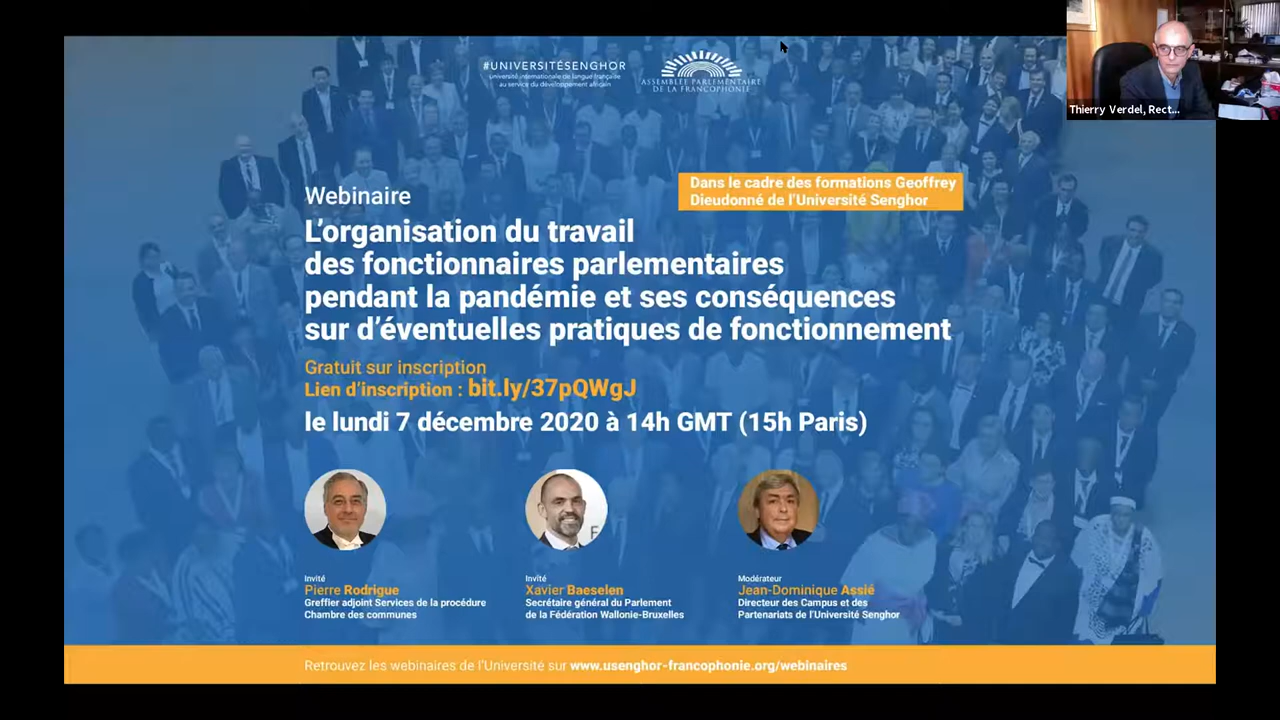 #UNIVERSITÉSENGHOR
Université internationale de langue française
au service du développement africain
ASSEMBLÉE PARLEMENTAIRE
DE LA FRANCOPHONIE
Thierry Verdel, Rect...
Dans le cadre des formations Geoffrey
Dieudonné de l'Université Senghor
Webinaire
L'organisation du travail
des fonctionnaires parlementaires
pendant la pandémie et ses conséquences
sur d'éventuelles pratiques de fonctionnement
Gratuit sur inscription
Lien d'inscription : bit.ly/37pQWgJ
le lundi 7 décembre 2020 à 14h GMT (15h Paris)
Invité
Pierre Rodrigue
Greffier adjoint Services de la procédure
Chambre des communes
Invité
Xavier Baeselen
Secrétaire général du Parlement
de la Fédération Wallonie-Bruxelles
Modérateur
Jean-Dominique Assié
Directeur des Campus et des
Partenariats de l'Université Senghor
Retrouvez les webinaires de l'Université sur www.usenghor-francophonie.org/webinaires